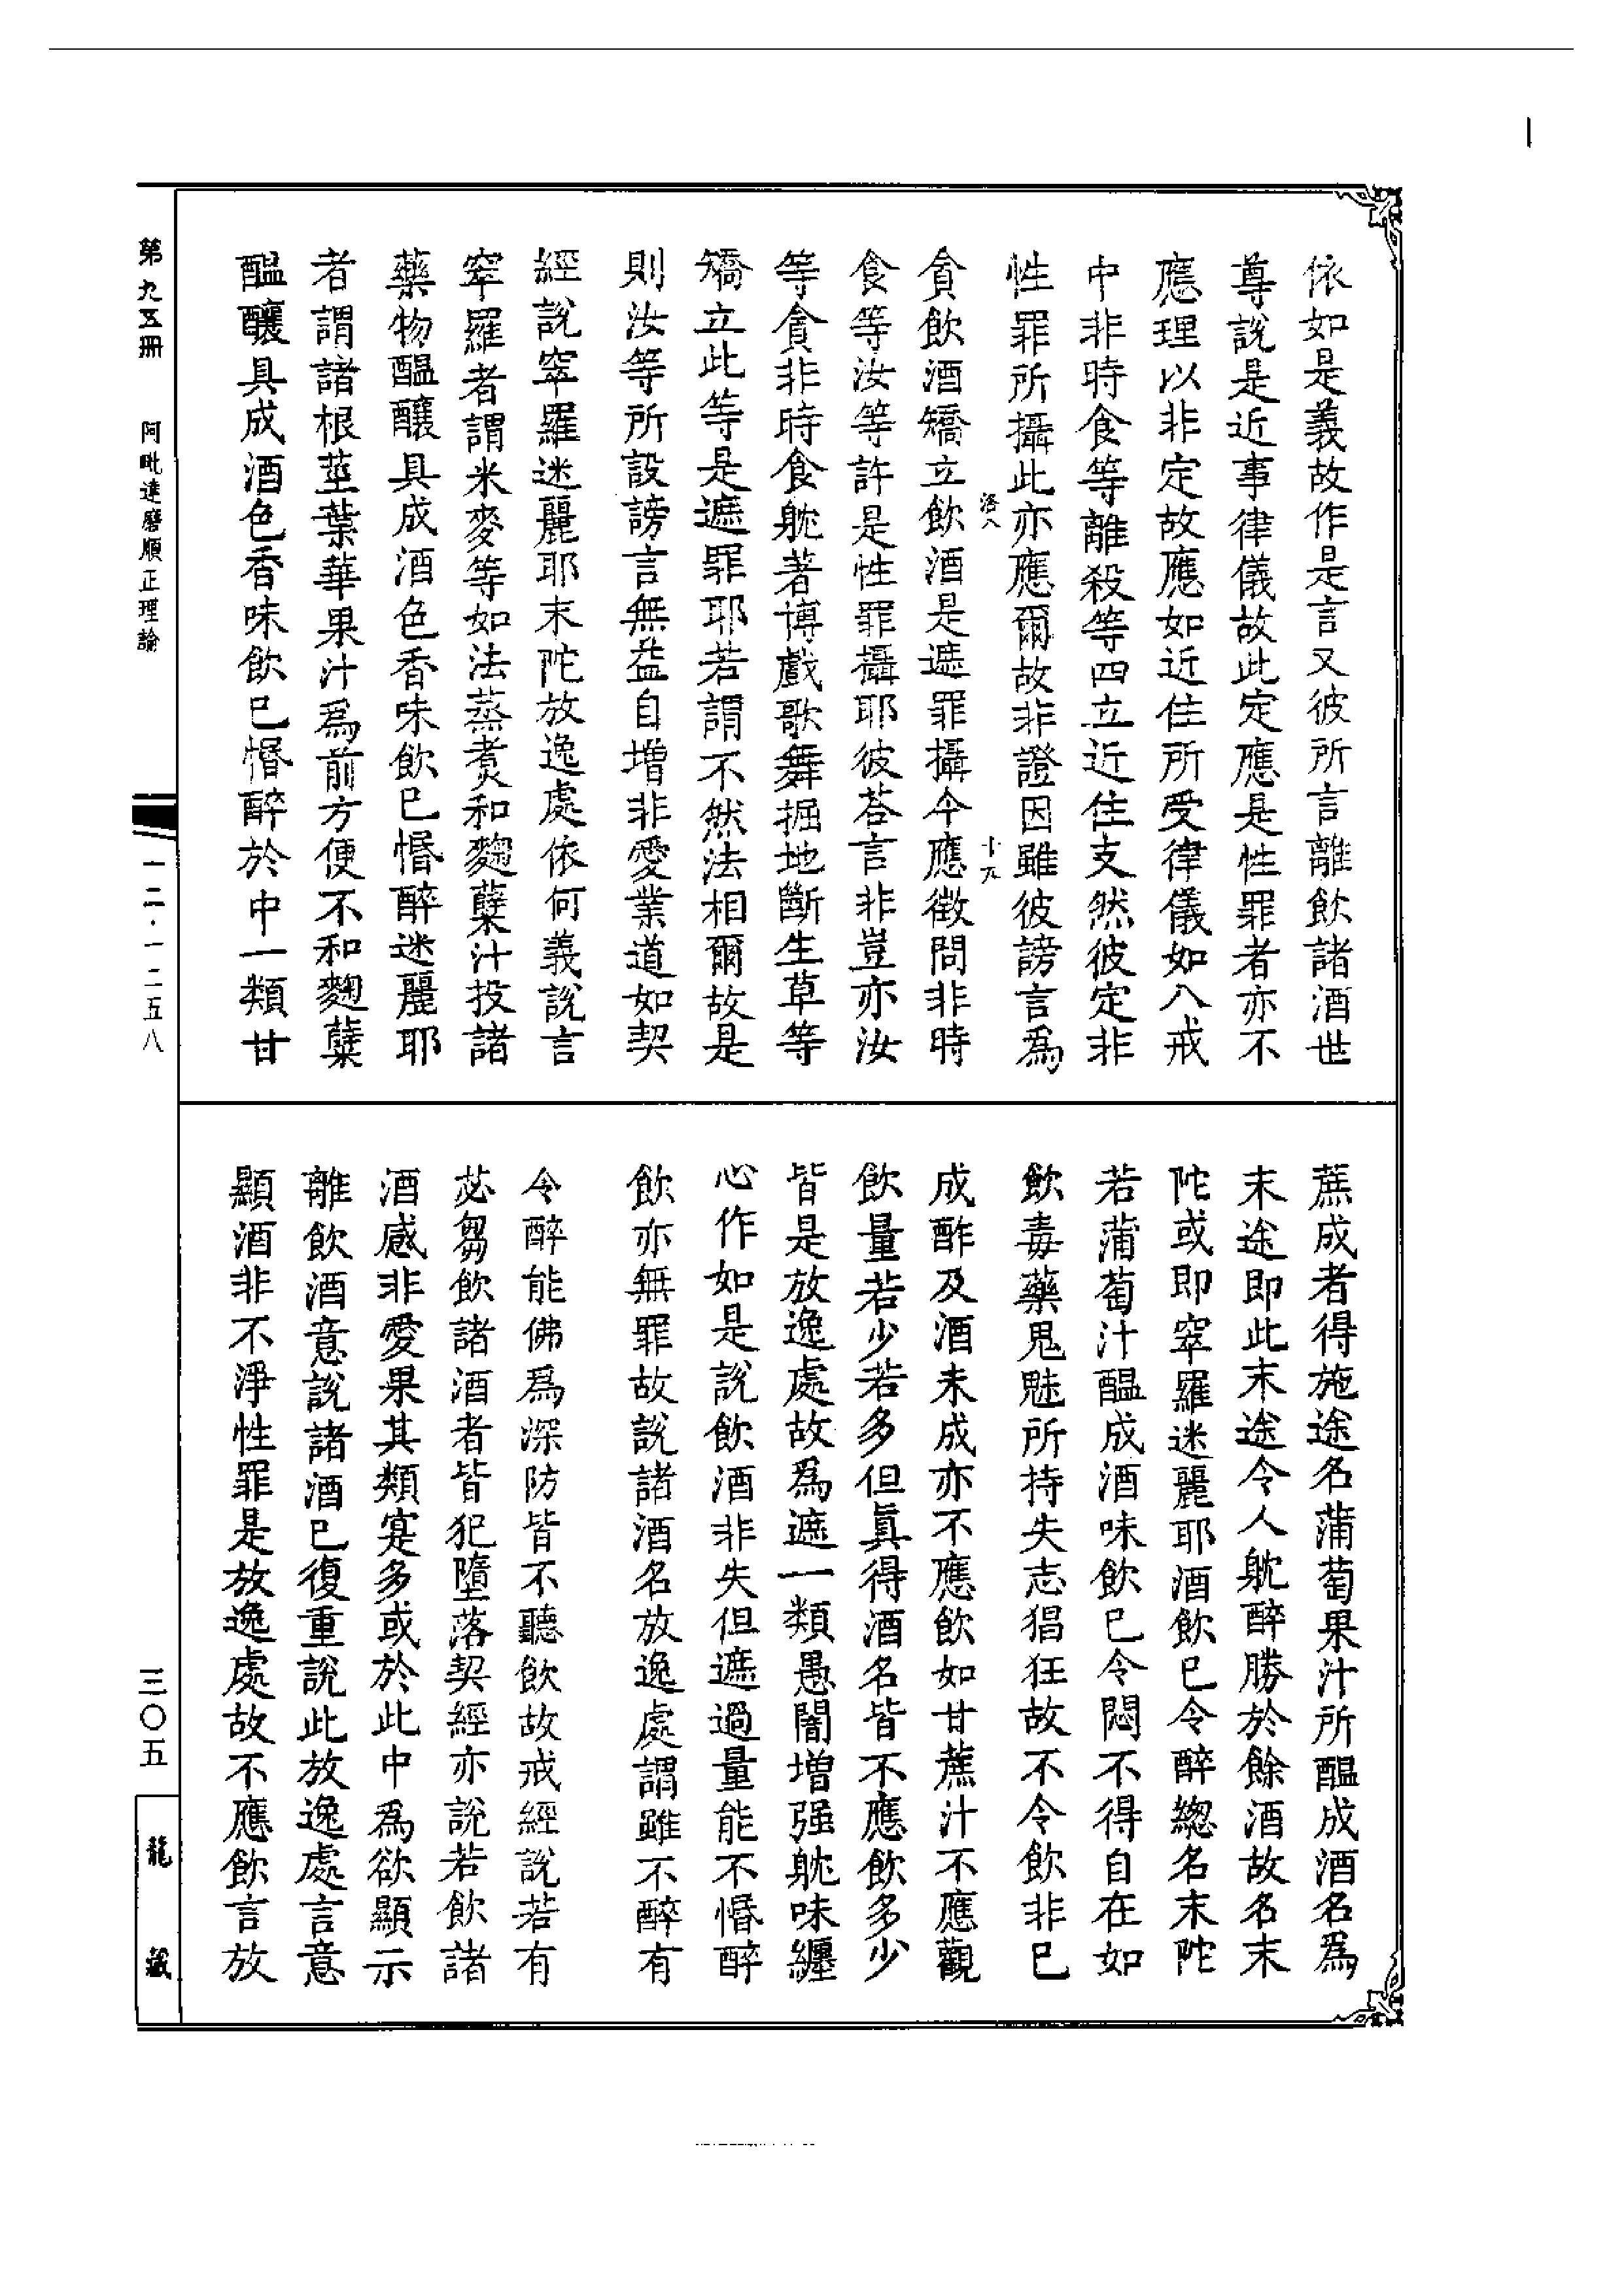 依如是義故作是言又彼所言離飲諸酒世
尊說是近事律儀故此定應是性罪者亦不
應理以非定故應如近住所受律儀如八戒
中非時食等離殺等四立近住支然彼定非
性罪所攝此亦應爾故非證因雖彼謗言爲
洛八
十九
貪飲酒矯立飲酒是遮罪攝今應徵問非時
食等汝等許是性罪攝耶彼荅言非豈亦汝
等貪非時食躭著博戲歌舞掘地斷生草等
矯立此等是遮罪耶若謂不然法相爾故是
則汝等所設謗言無益自增非愛業道如契
經說窣羅迷麗耶末陀放逸處依何義說言
窣羅者謂米麥等如法蒸煑和麴櫱汁投諸
藥物醞釀具成酒色香味飲已惛醉迷麗耶
者謂諸根莖葉華果汁爲前方便不和麴櫱
醞釀具成酒色香味飲已惛醉於中一類甘
蔗成者得施途名蒲萄果汁所醞成酒名爲
末途即此末途令人躭醉勝於餘酒故名末
陀或即窣羅迷麗耶酒飲已令醉總名末陀
若蒲萄汁醞成酒味飲已令悶不得自在如
飲毒藥鬼魅所持失志猖狂故不令飲非已
成酢及酒未成亦不應飲如甘蔗汁不應觀
飲量若少若多但真得酒名皆不應飲多少
皆是放逸處故爲遮一類愚闇增强躭味纏
心作如是說飲酒非失但遮過量能不惛醉
飲亦無罪故說諸酒名放逸處謂雖不醉有
令醉能佛爲深防皆不聽飲故戒經說若有
苾芻飲諸酒者皆犯墮落契經亦說若飲諸
酒感非愛果其類寔多或於此中爲欲顯示
離飲酒意說諸酒已復重說此放逸處言意
顯酒非不淨性罪是放逸處故不應飲言放
第九五冊
阿毗達磨順正理論
一二·一二五八
三〇五
龍藏